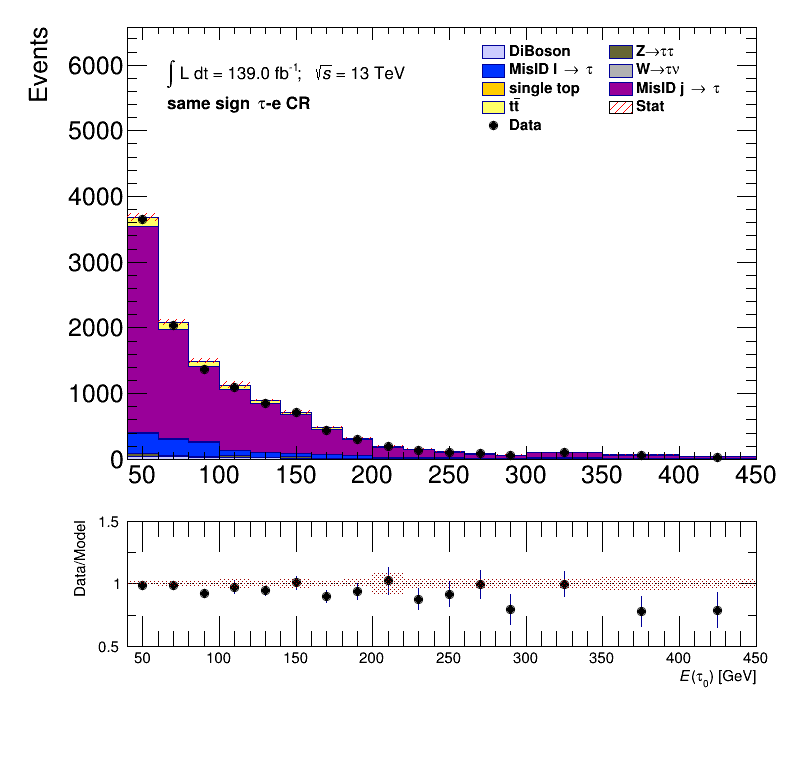 Events
6000
5000
4000
3000
2000
1000
0
∫ L dt = 139.0 fb⁻¹; √s = 13 TeV
same sign τ-e CR
DiBoson
MisID l → τ
single top
tt̄
Data
Z→ττ
W→τν
MisID j → τ
Stat
50 100 150 200 250 300 350 400 450
Data/Model
1.5
1
0.5
50 100 150 200 250 300 350 400 450
E(τ₀) [GeV]